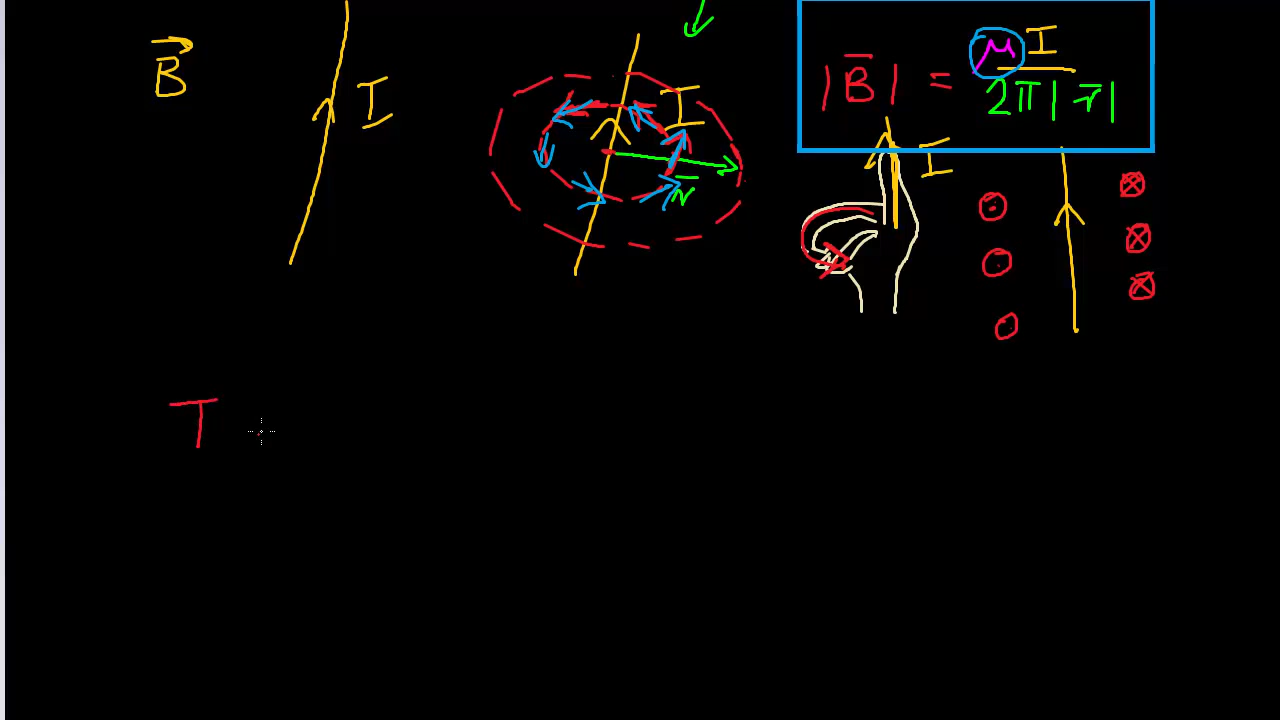 B⃗
I
I
r̅
|B̅| = μI / 2π|r̅|
I
T